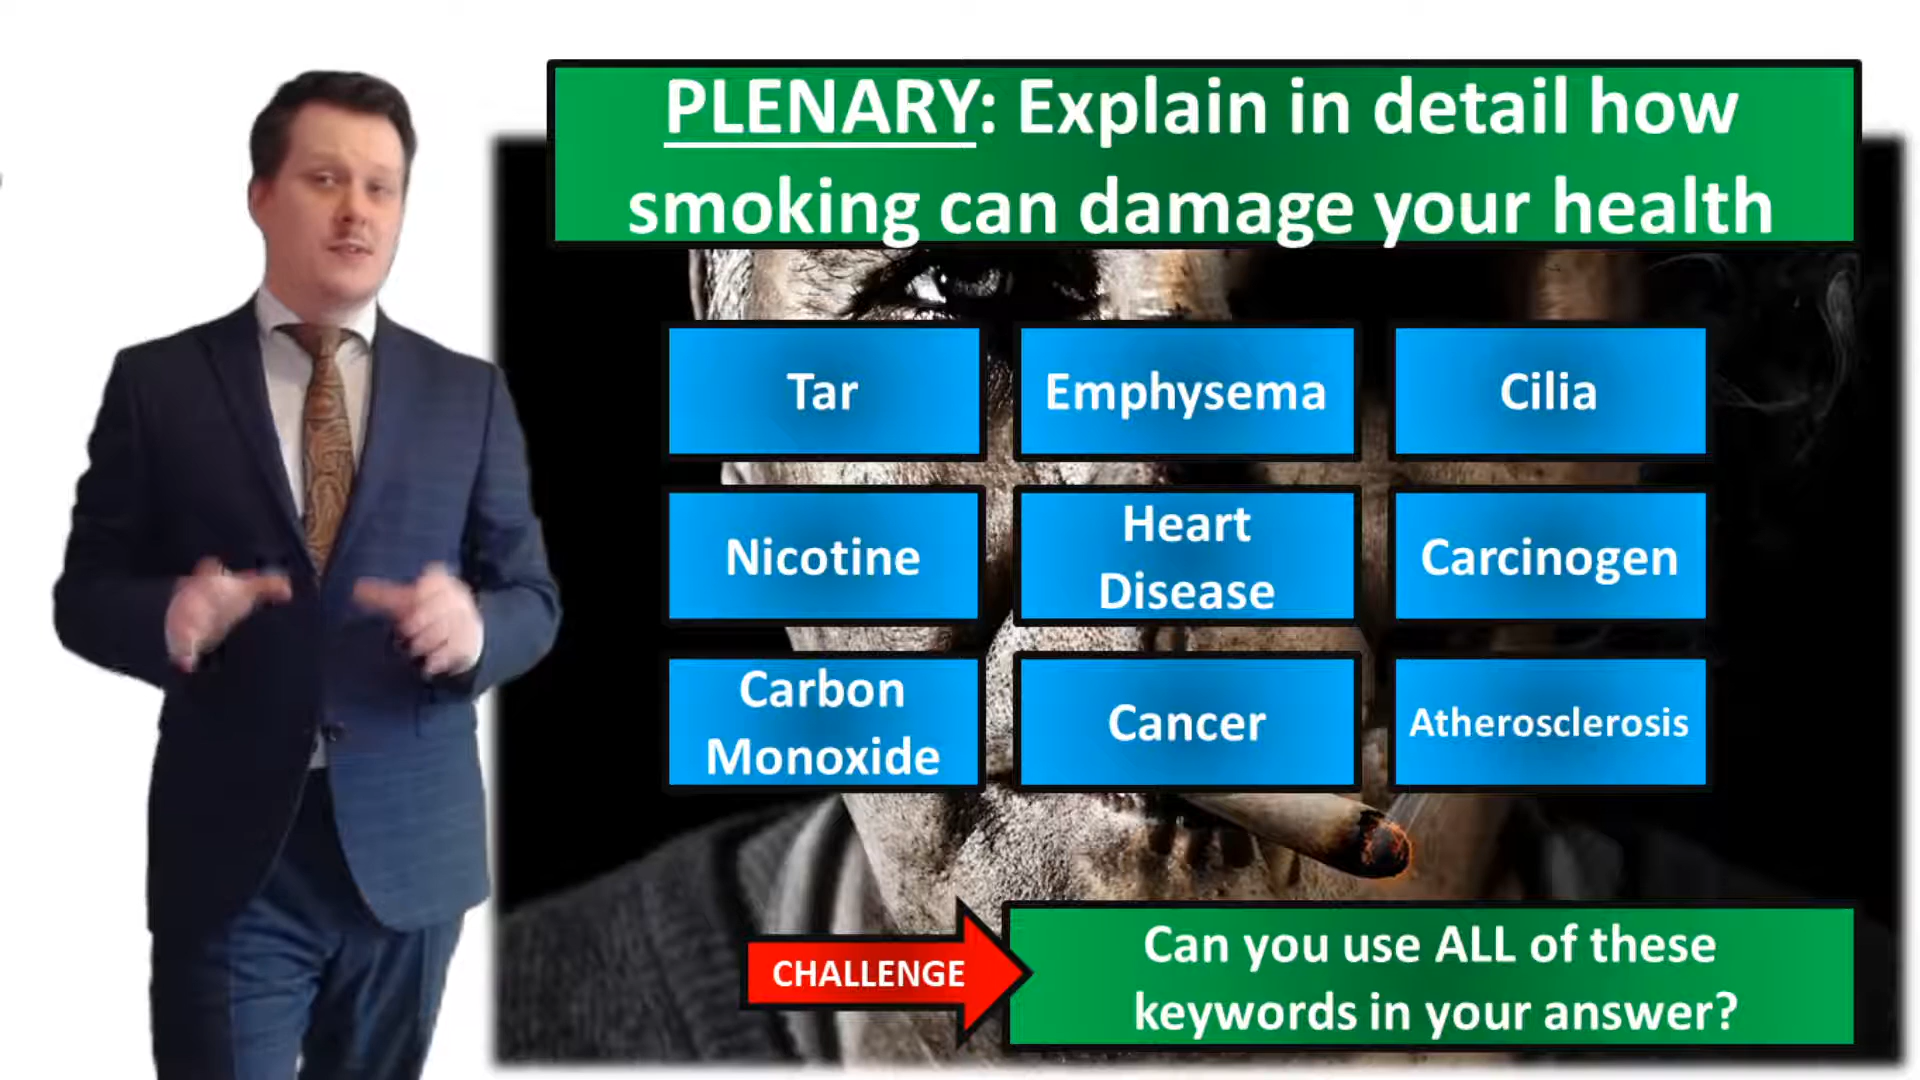 PLENARY: Explain in detail how
smoking can damage your health
Tar
Emphysema
Cilia
Nicotine
Heart
Disease
Carcinogen
Carbon
Monoxide
Cancer
Atherosclerosis
CHALLENGE
Can you use ALL of these
keywords in your answer?